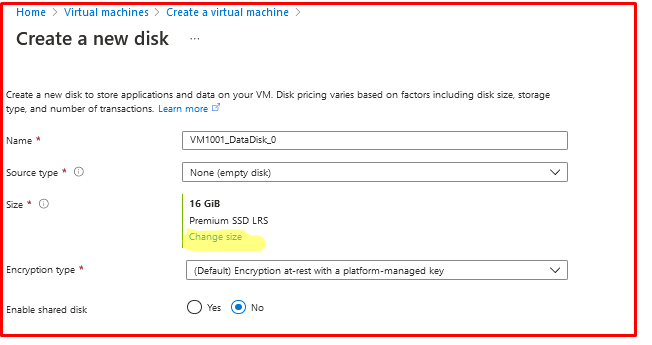 Home > Virtual machines > Create a virtual machine >
Create a new disk ...
Create a new disk to store applications and data on your VM. Disk pricing varies based on factors including disk size, storage
type, and number of transactions. Learn more
Name *
VM1001_DataDisk_0
Source type *
None (empty disk)
Size *
16 GiB
Premium SSD LRS
Change size
Encryption type *
(Default) Encryption at-rest with a platform-managed key
Enable shared disk
Yes
No